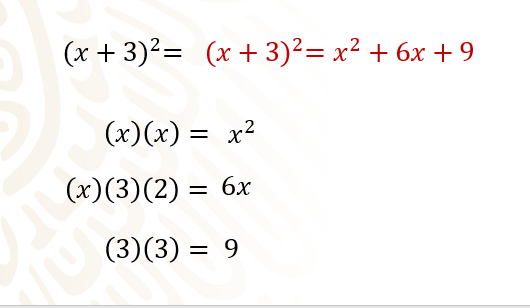 (x + 3)²= (x + 3)²= x² + 6x + 9
(x)(x) = x²
(x)(3)(2) = 6x
(3)(3) = 9